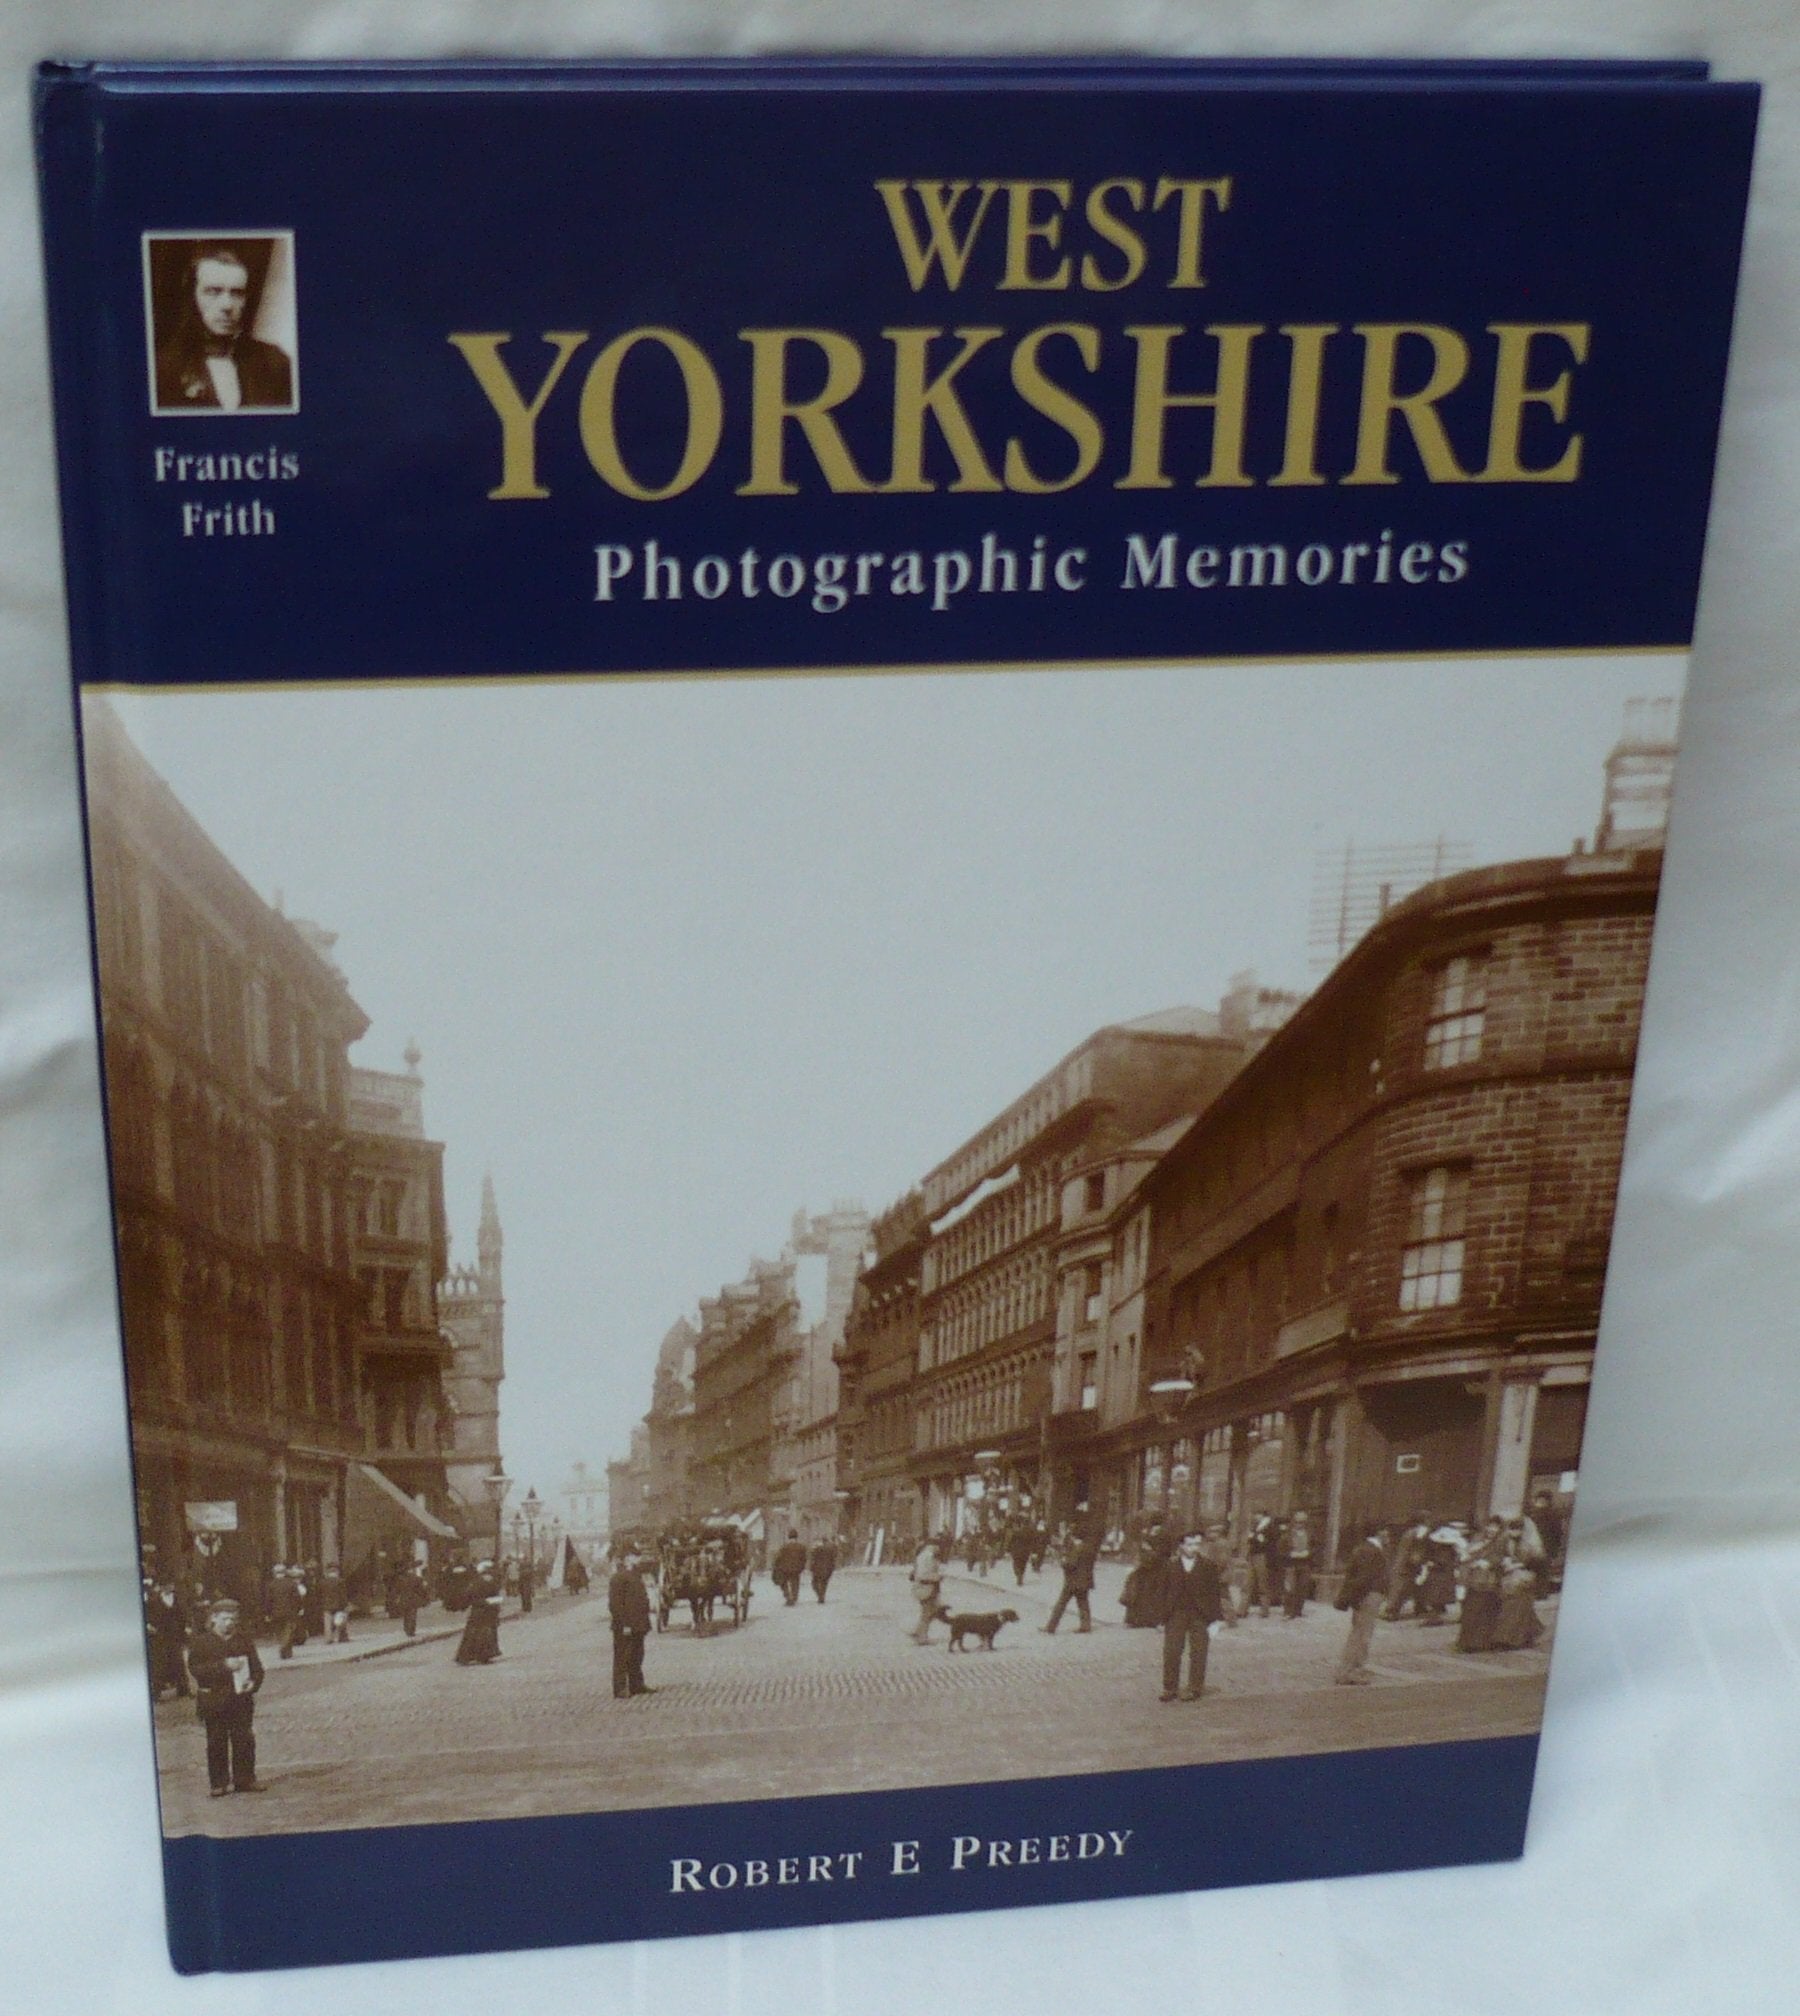 WEST
YORKSHIRE
Photographic Memories
Francis
Frith
ROBERT E PREEDY